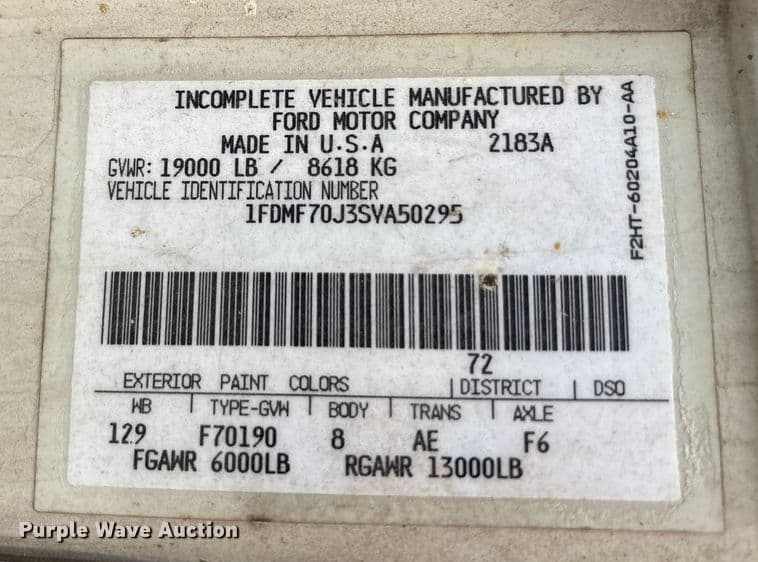 INCOMPLETE VEHICLE MANUFACTURED BY
FORD MOTOR COMPANY
MADE IN U.S.A 2183A
GVWR: 19000 LB / 8618 KG
VEHICLE IDENTIFICATION NUMBER
1FDMF70J3SVA50295
F2HT-60204A10-AA
72
EXTERIOR PAINT COLORS DISTRICT DSO
WB TYPE-GVW BODY TRANS AXLE
129 F70190 8 AE F6
FGAWR 6000LB RGAWR 13000LB
Purple Wave Auction